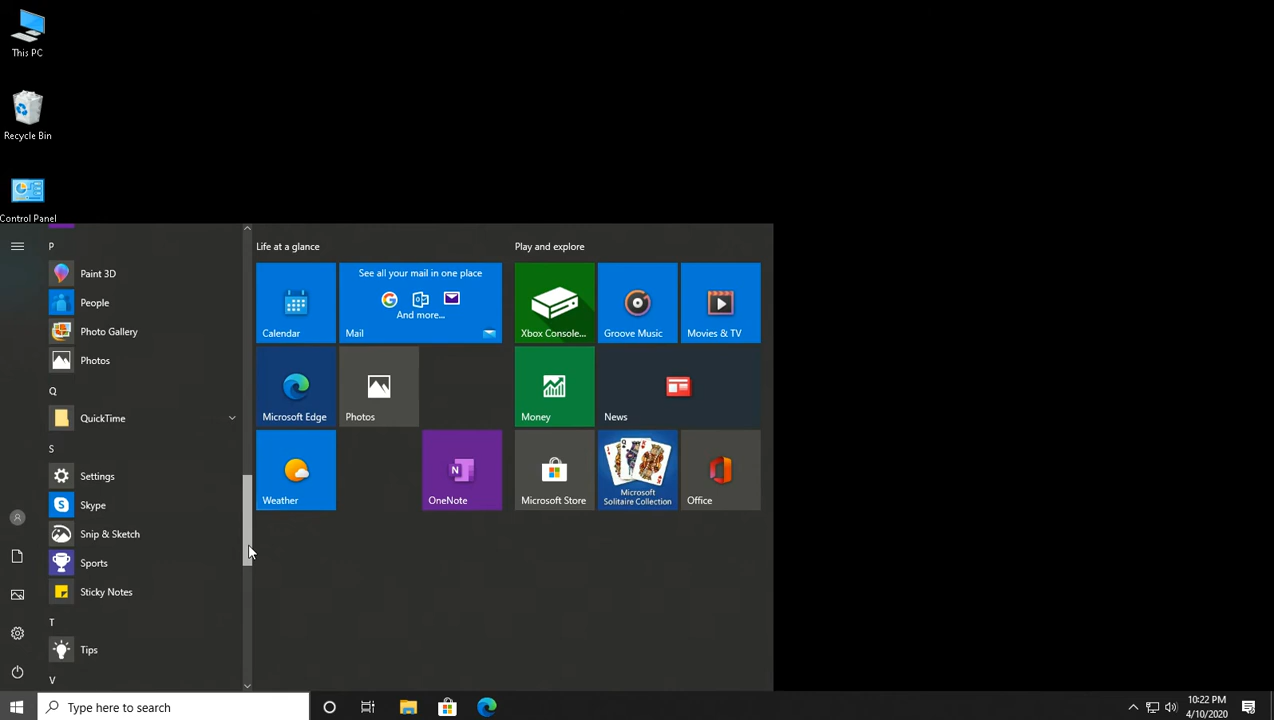 This PC
Recycle Bin
Control Panel
P
Paint 3D
People
Photo Gallery
Photos
Q
QuickTime
S
Settings
Skype
Snip & Sketch
Sports
Sticky Notes
T
Tips
V
Life at a glance
Calendar
See all your mail in one place
And more...
Mail
Microsoft Edge
Photos
Weather
N
OneNote
Play and explore
Xbox Console...
Groove Music
Movies & TV
Money
News
Microsoft Store
Microsoft
Solitaire Collection
Office
Type here to search
10:22 PM
4/10/2020